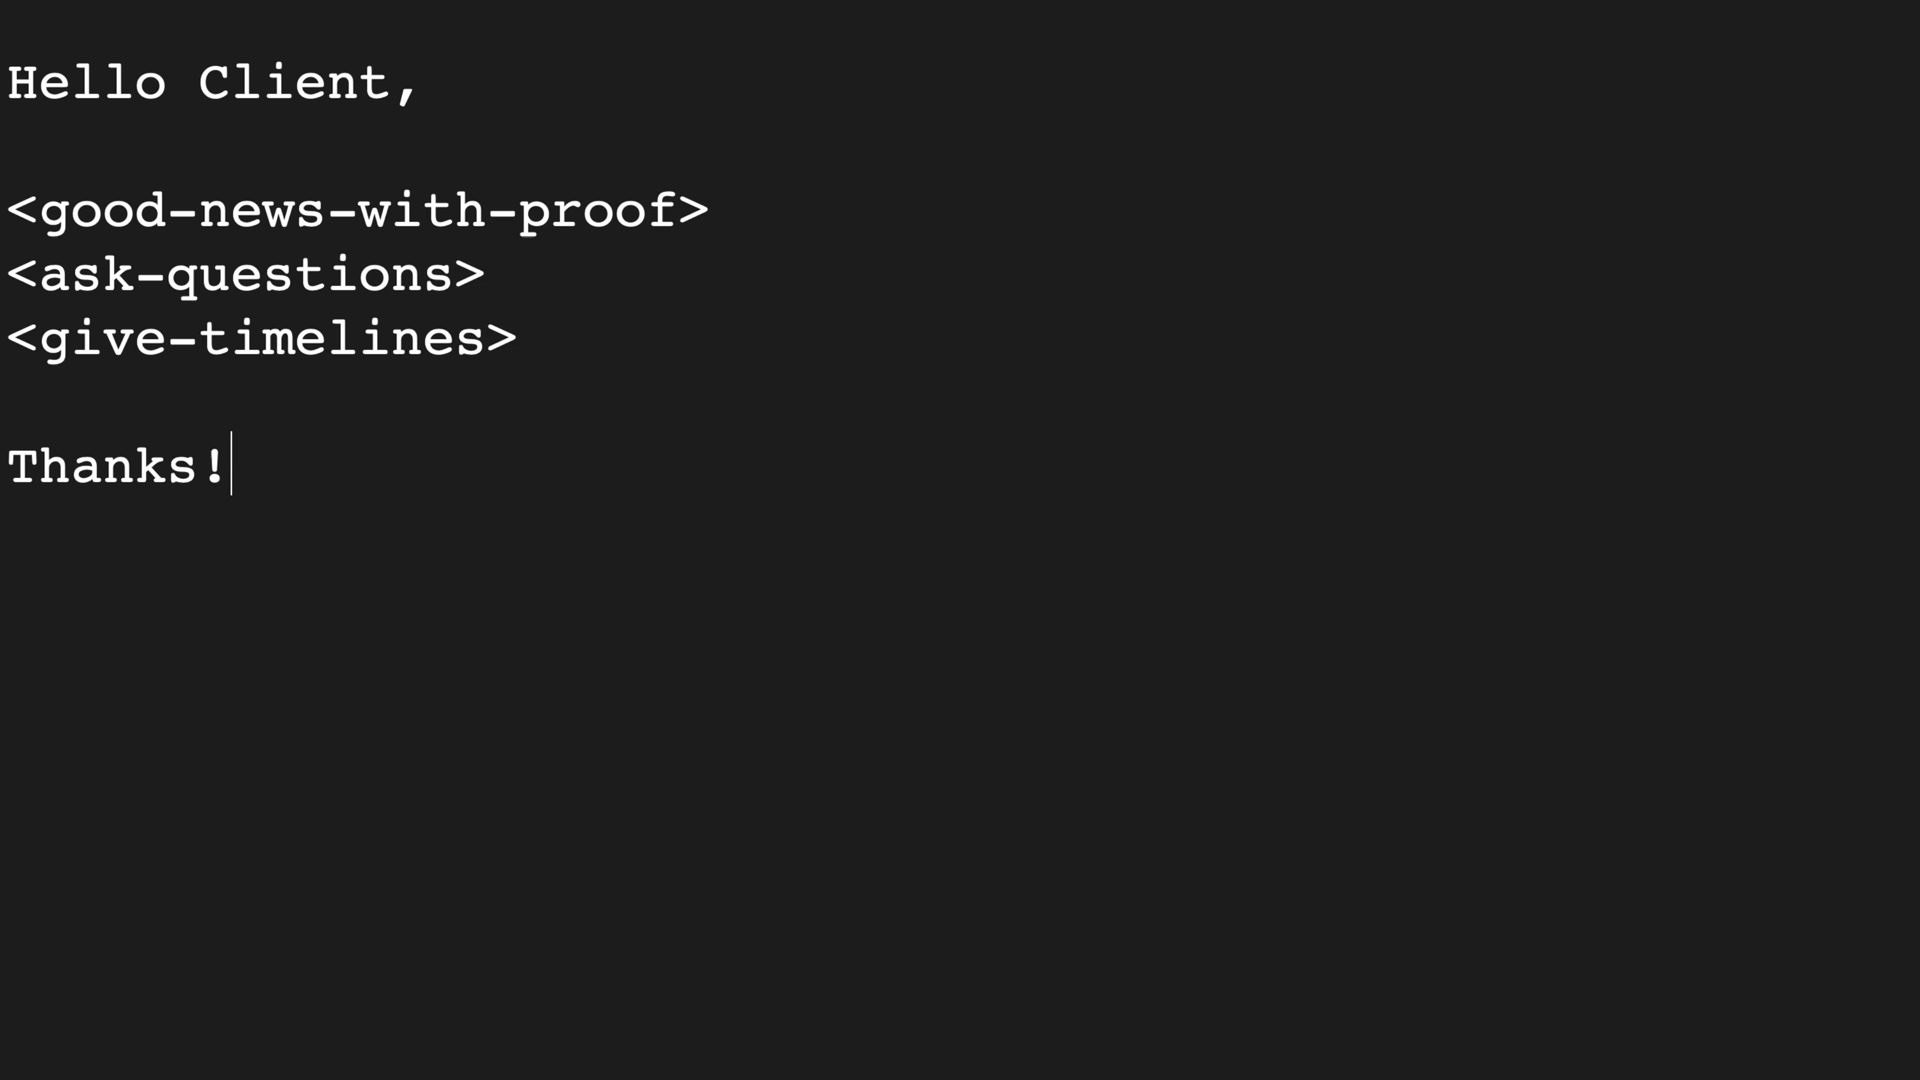 Hello Client,
<good-news-with-proof>
<ask-questions>
<give-timelines>
Thanks!